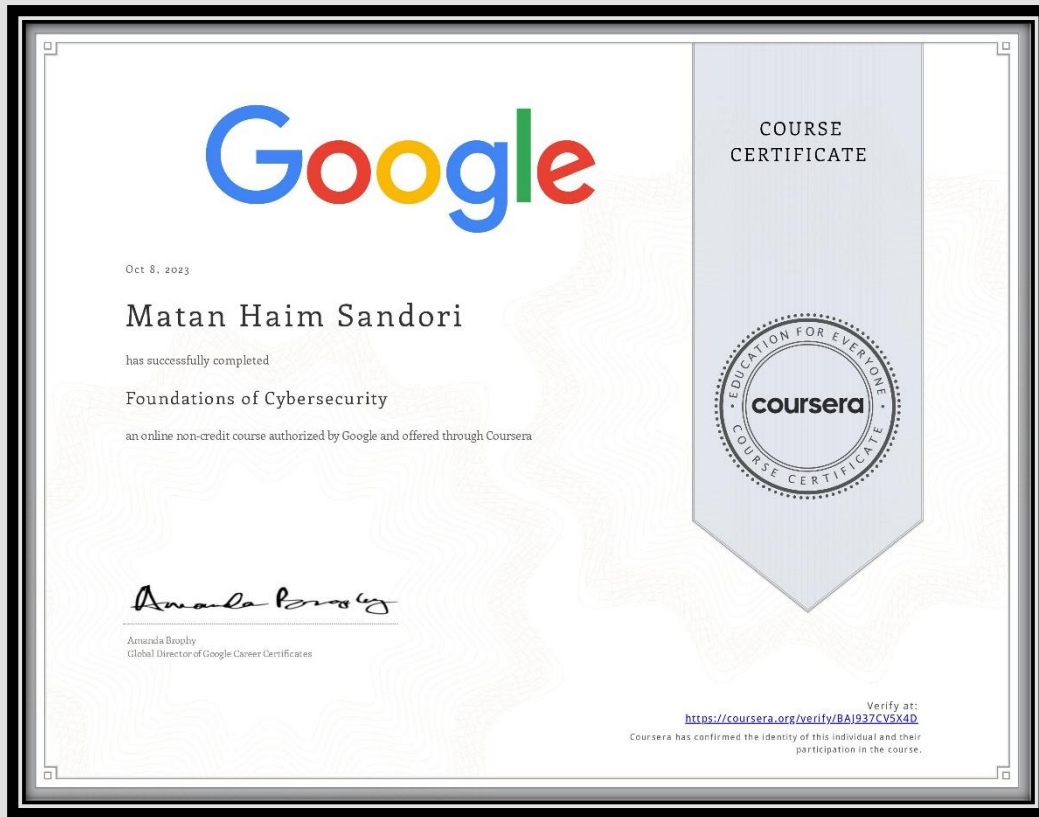 Google
COURSE
CERTIFICATE
Oct 8, 2023
Matan Haim Sandori
has successfully completed
Foundations of Cybersecurity
an online non-credit course authorized by Google and offered through Coursera
EDUCATION FOR EVERYONE
coursera
COURSE CERTIFICATE
Amanda Brophy
Amanda Brophy
Global Director of Google Career Certificates
Verify at:
https://coursera.org/verify/BAJ937CV5X4D
Coursera has confirmed the identity of this individual and their
participation in the course.